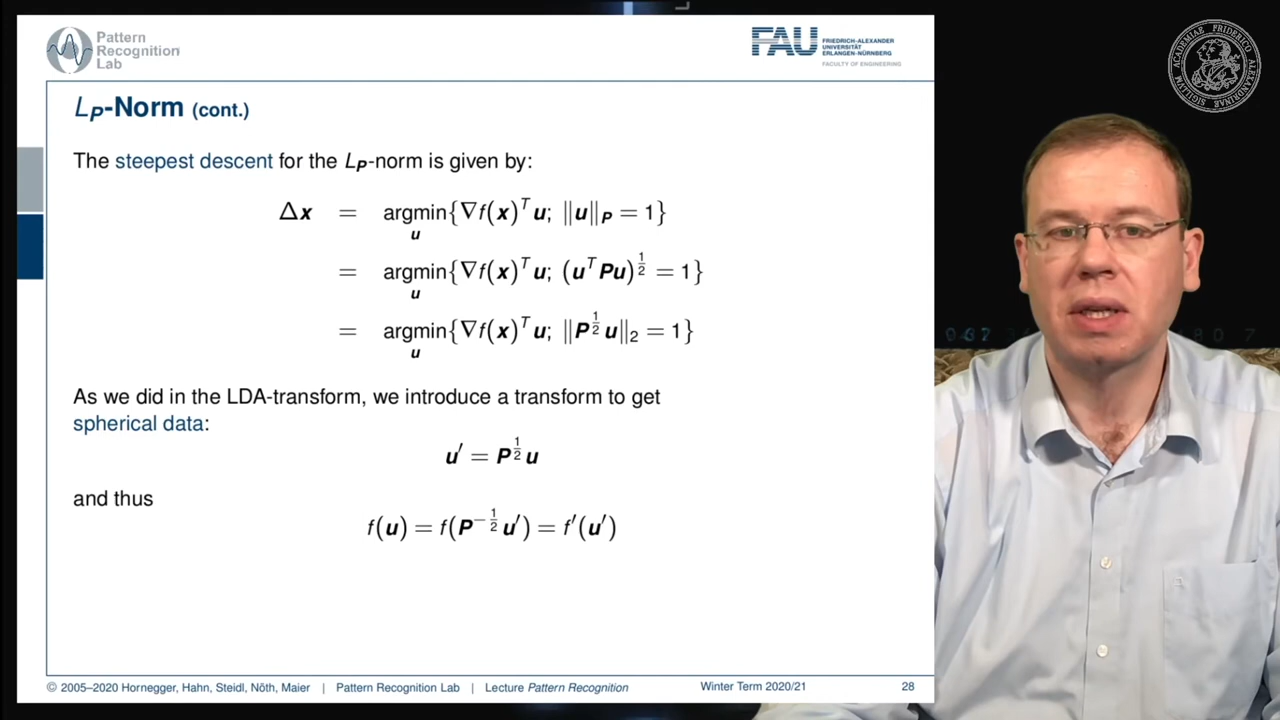 Pattern
Recognition
Lab
FAU
FRIEDRICH-ALEXANDER
UNIVERSITÄT
ERLANGEN-NÜRNBERG
FACULTY OF ENGINEERING
L_P-Norm (cont.)
The steepest descent for the L_P-norm is given by:
Δx = argmin_u{∇f(x)^T u; ‖u‖_P = 1}
= argmin_u{∇f(x)^T u; (u^T Pu)^{1/2} = 1}
= argmin_u{∇f(x)^T u; ‖P^{1/2} u‖_2 = 1}
As we did in the LDA-transform, we introduce a transform to get
spherical data:
u′ = P^{1/2} u
and thus
f(u) = f(P^{-1/2} u′) = f′(u′)
© 2005–2020 Hornegger, Hahn, Steidl, Nöth, Maier | Pattern Recognition Lab | Lecture Pattern Recognition Winter Term 2020/21 28